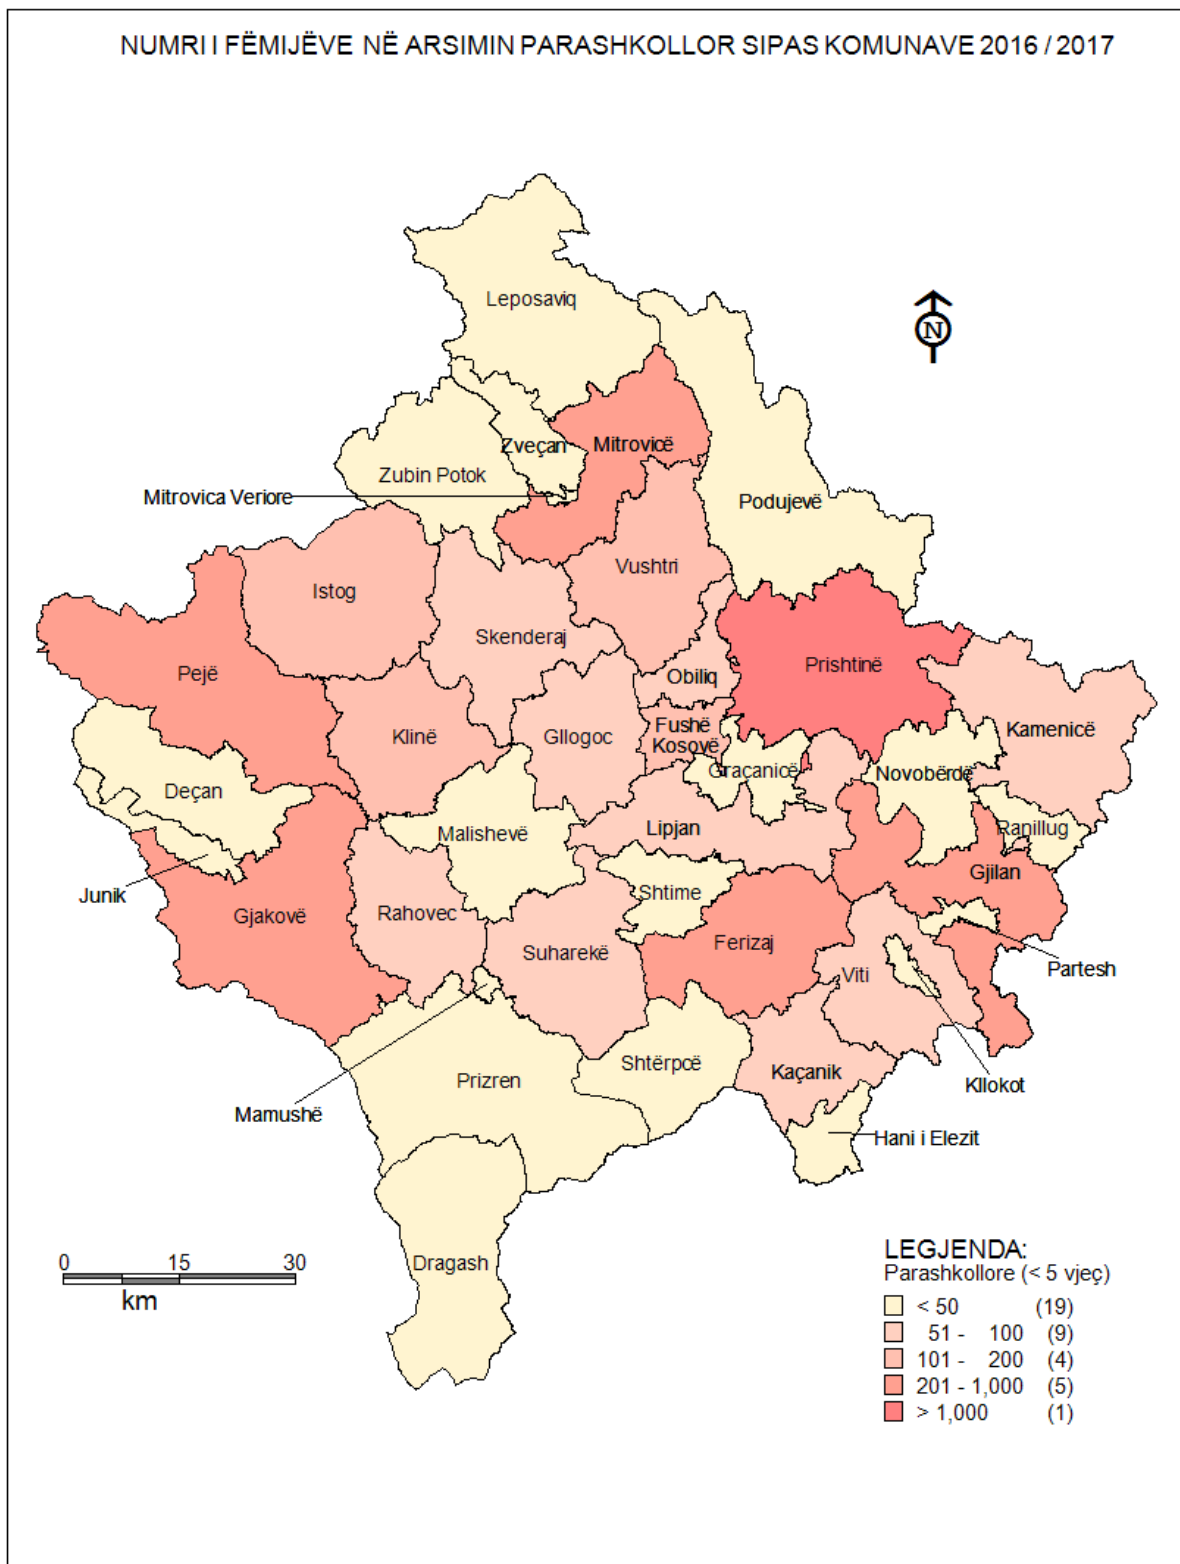 NUMRI I FËMIJËVE NË ARSIMIN PARASHKOLLOR SIPAS KOMUNAVE 2016 / 2017
Leposaviq
N
Zveçan
Mitrovicë
Zubin Potok
Mitrovica Veriore
Podujevë
Vushtri
Istog
Skenderaj
Prishtinë
Pejë
Obiliq
Kamenicë
Klinë
Gllogoc
Fushë
Kosovë
Graçanicë
Novobërdë
Deçan
Malishevë
Lipjan
Ranillug
Junik
Gjilan
Shtime
Gjakovë
Rahovec
Ferizaj
Suharekë
Viti
Partesh
Shtërpcë
Kaçanik
Prizren
Kllokot
Mamushë
Hani i Elezit
Dragash
0 15 30
km
LEGJENDA:
Parashkollore (< 5 vjeç)
< 50 (19)
51 - 100 (9)
101 - 200 (4)
201 - 1,000 (5)
> 1,000 (1)